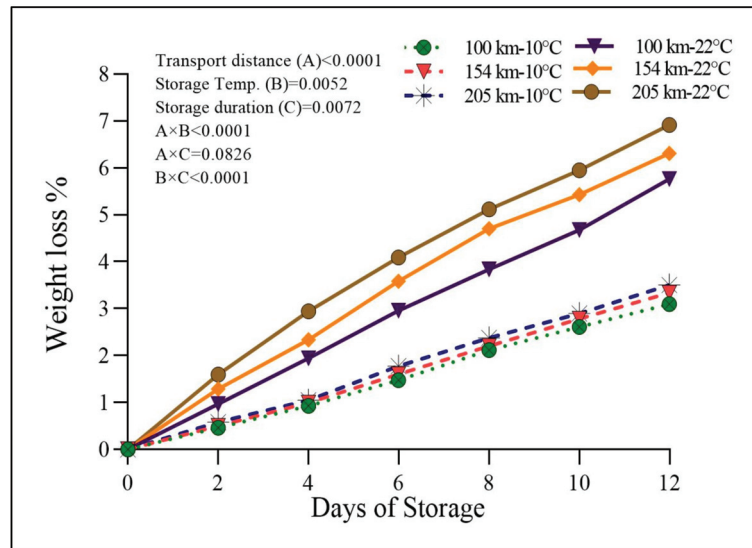 Transport distance (A)<0.0001
Storage Temp. (B)=0.0052
Storage duration (C)=0.0072
A×B<0.0001
A×C=0.0826
B×C<0.0001
100 km-10°C
154 km-10°C
205 km-10°C
100 km-22°C
154 km-22°C
205 km-22°C
Weight loss %
8
7
6
5
4
3
2
1
0
0 2 4 6 8 10 12
Days of Storage